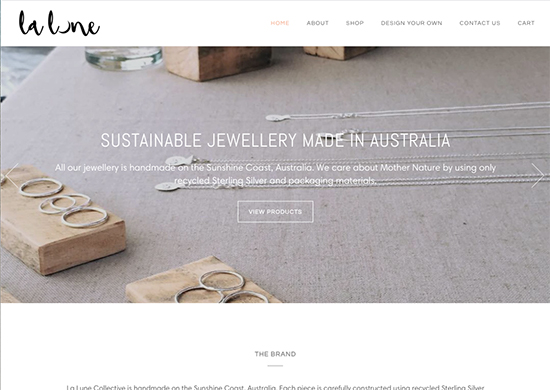 la lune
HOME ABOUT SHOP DESIGN YOUR OWN CONTACT US CART
SUSTAINABLE JEWELLERY MADE IN AUSTRALIA
All our jewellery is handmade on the Sunshine Coast, Australia. We care about Mother Nature by using only
recycled Sterling Silver and packaging materials.
VIEW PRODUCTS
THE BRAND
La Lune Collective is handmade on the Sunshine Coast, Australia. Each piece is carefully constructed using recycled Sterling Silver